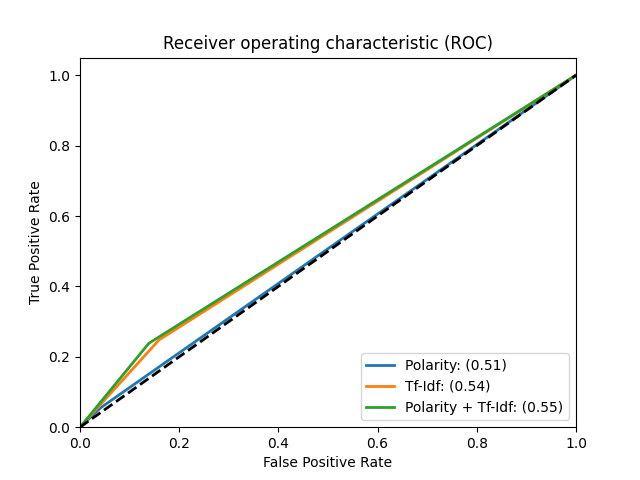 Receiver operating characteristic (ROC)
1.0
0.8
0.6
0.4
0.2
0.0
True Positive Rate
Polarity: (0.51)
Tf-Idf: (0.54)
Polarity + Tf-Idf: (0.55)
0.0 0.2 0.4 0.6 0.8 1.0
False Positive Rate